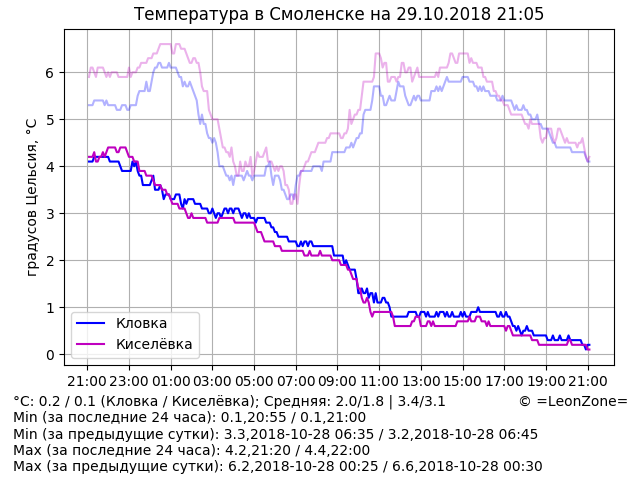 Температура в Смоленске на 29.10.2018 21:05
градусов Цельсия, °C
6
5
4
3
2
1
0
Кловка
Киселёвка
21:00 23:00 01:00 03:00 05:00 07:00 09:00 11:00 13:00 15:00 17:00 19:00 21:00
°C: 0.2 / 0.1 (Кловка / Киселёвка); Средняя: 2.0/1.8 | 3.4/3.1 © =LeonZone=
Min (за последние 24 часа): 0.1,20:55 / 0.1,21:00
Min (за предыдущие сутки): 3.3,2018-10-28 06:35 / 3.2,2018-10-28 06:45
Max (за последние 24 часа): 4.2,21:20 / 4.4,22:00
Max (за предыдущие сутки): 6.2,2018-10-28 00:25 / 6.6,2018-10-28 00:30